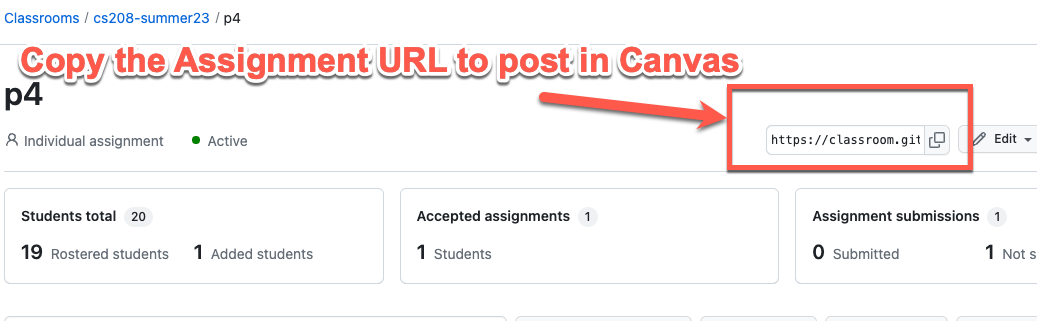 Classrooms / cs208-summer23 / p4
Copy the Assignment URL to post in Canvas
p4
Individual assignment Active
https://classroom.git Edit
Students total 20
19 Rostered students 1 Added students
Accepted assignments 1
1 Students
Assignment submissions 1
0 Submitted 1 Not s